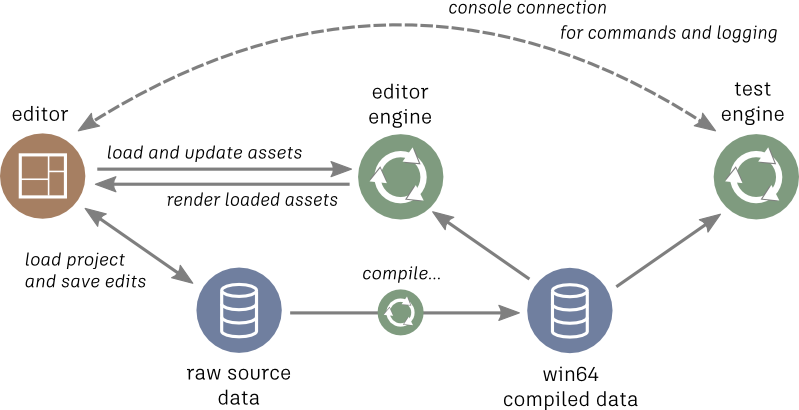 console connection
for commands and logging
editor
editor
engine
test
engine
load and update assets
render loaded assets
load project
and save edits
compile...
raw source
data
win64
compiled data